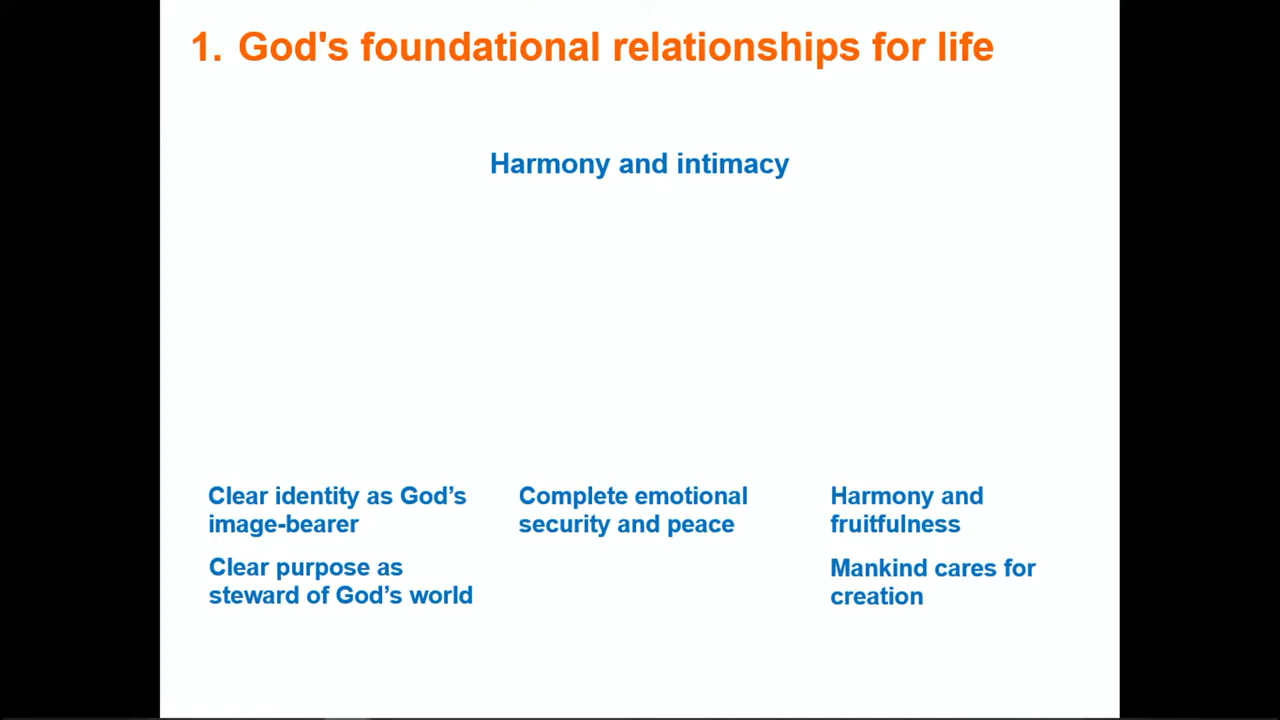 1. God's foundational relationships for life
Harmony and intimacy
Clear identity as God’s
image-bearer
Clear purpose as
steward of God’s world
Complete emotional
security and peace
Harmony and
fruitfulness
Mankind cares for
creation